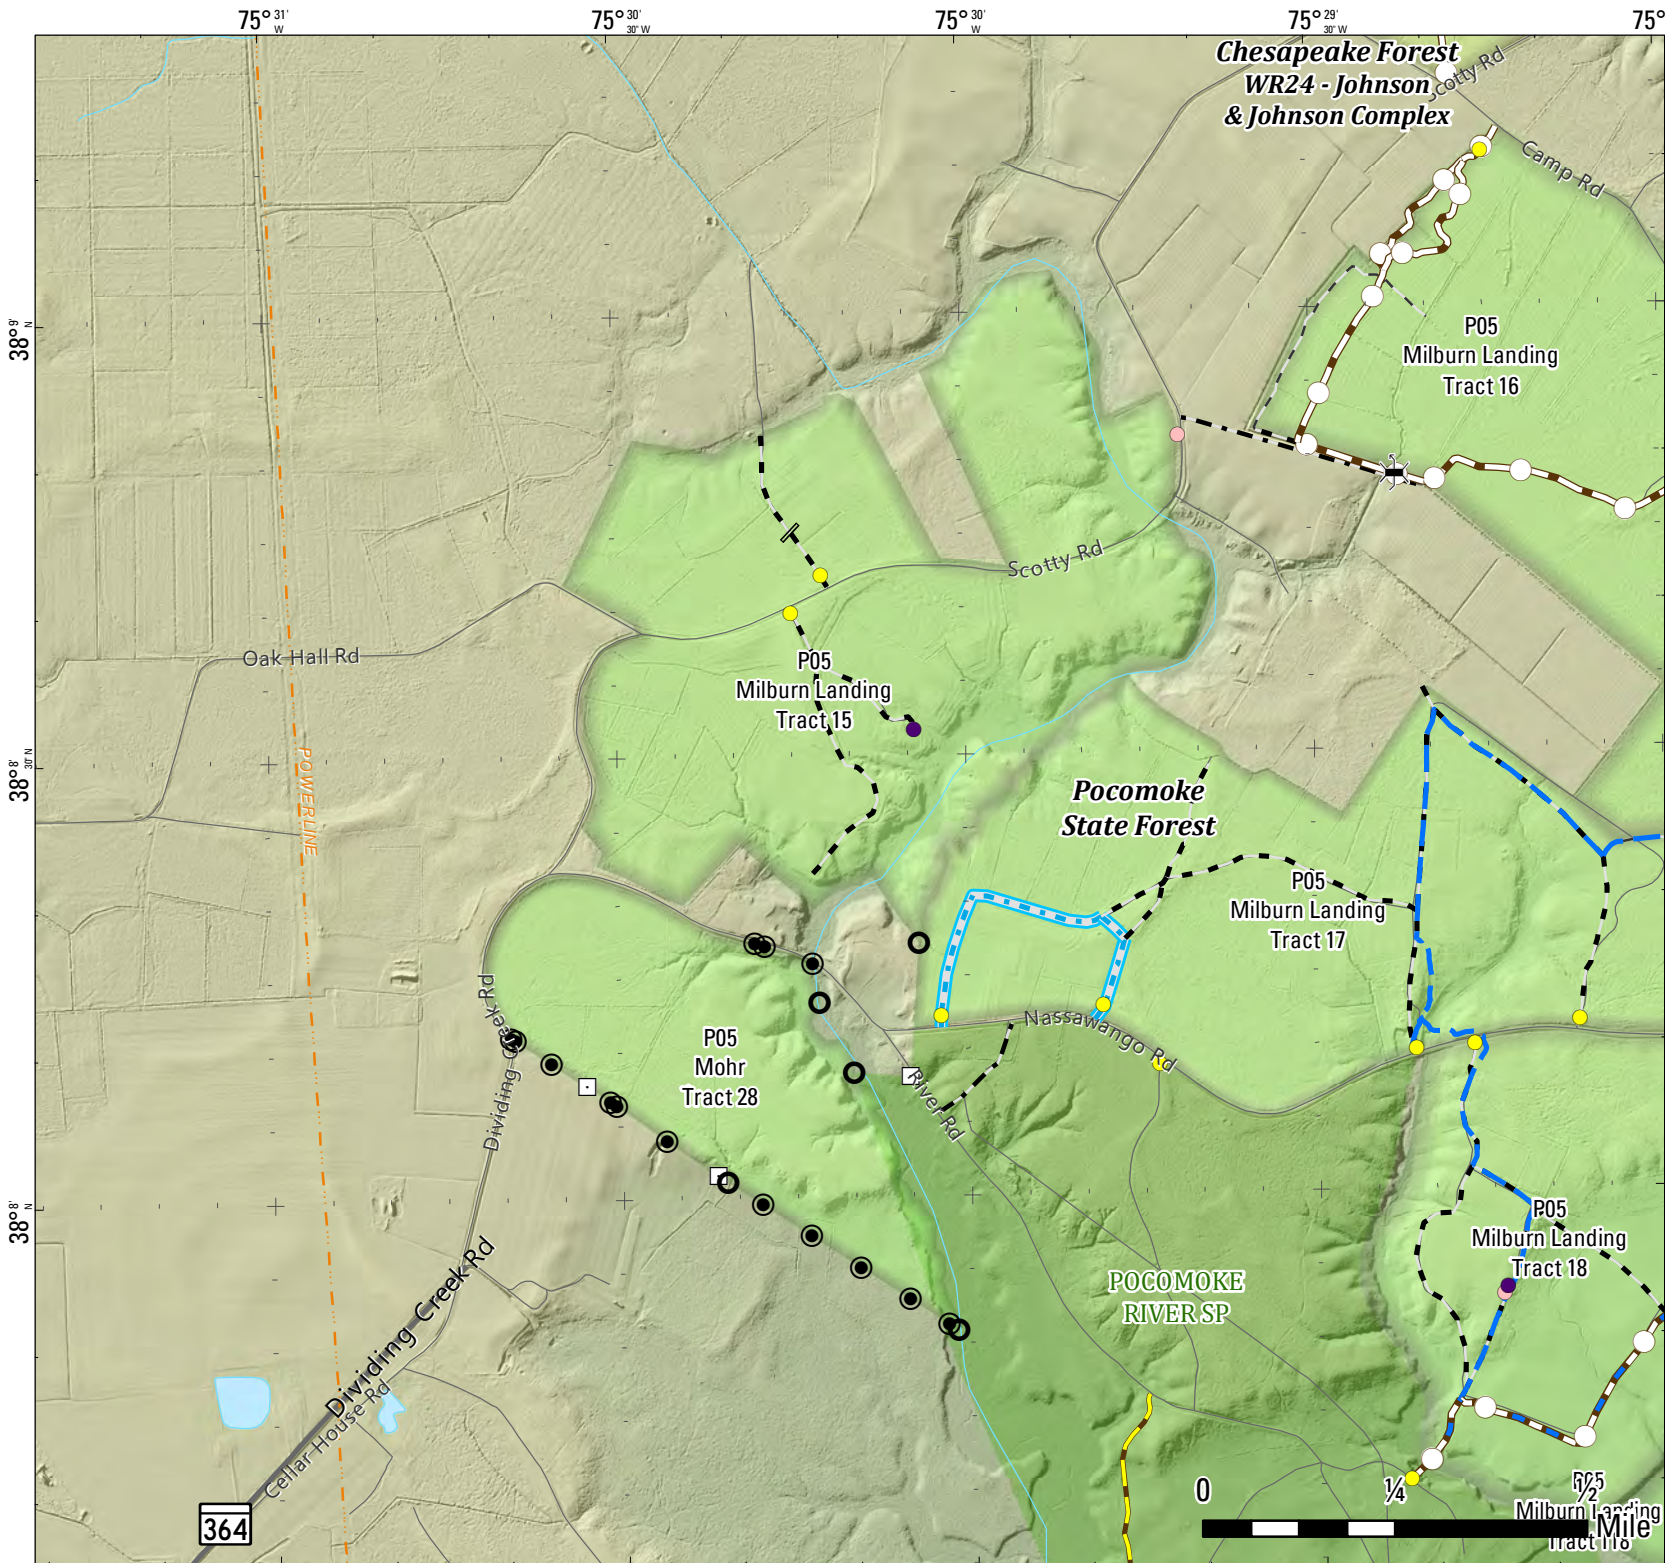 75°31' W
75°30' 30" W
75°30' W
75°29' 30" W
75°
Chesapeake Forest
WR24 - Johnson
& Johnson Complex
Scotty Rd
Camp Rd
38°9' N
P05
Milburn Landing
Tract 16
Scotty Rd
Oak Hall Rd
P05
Milburn Landing
Tract 15
38°8' 30" N
POWERLINE
Pocomoke
State Forest
P05
Milburn Landing
Tract 17
Dividing Creek Rd
Nassawango Rd
P05
Mohr
Tract 28
River Rd
38°8' N
P05
Milburn Landing
Tract 18
POCOMOKE
RIVER SP
Dividing Creek Rd
Cellar House Rd
364
0 ¼ ½
Mile
P05
Milburn Landing